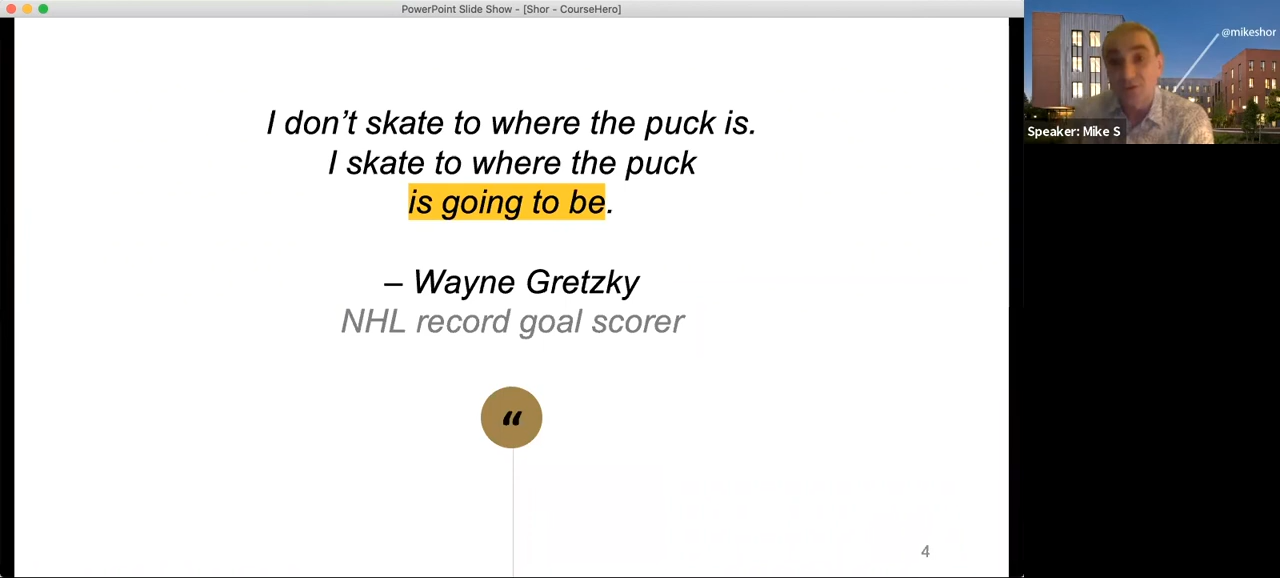 PowerPoint Slide Show - [Shor - CourseHero]
I don’t skate to where the puck is.
I skate to where the puck
is going to be.
– Wayne Gretzky
NHL record goal scorer
“
4
@mikeshor
Speaker: Mike S